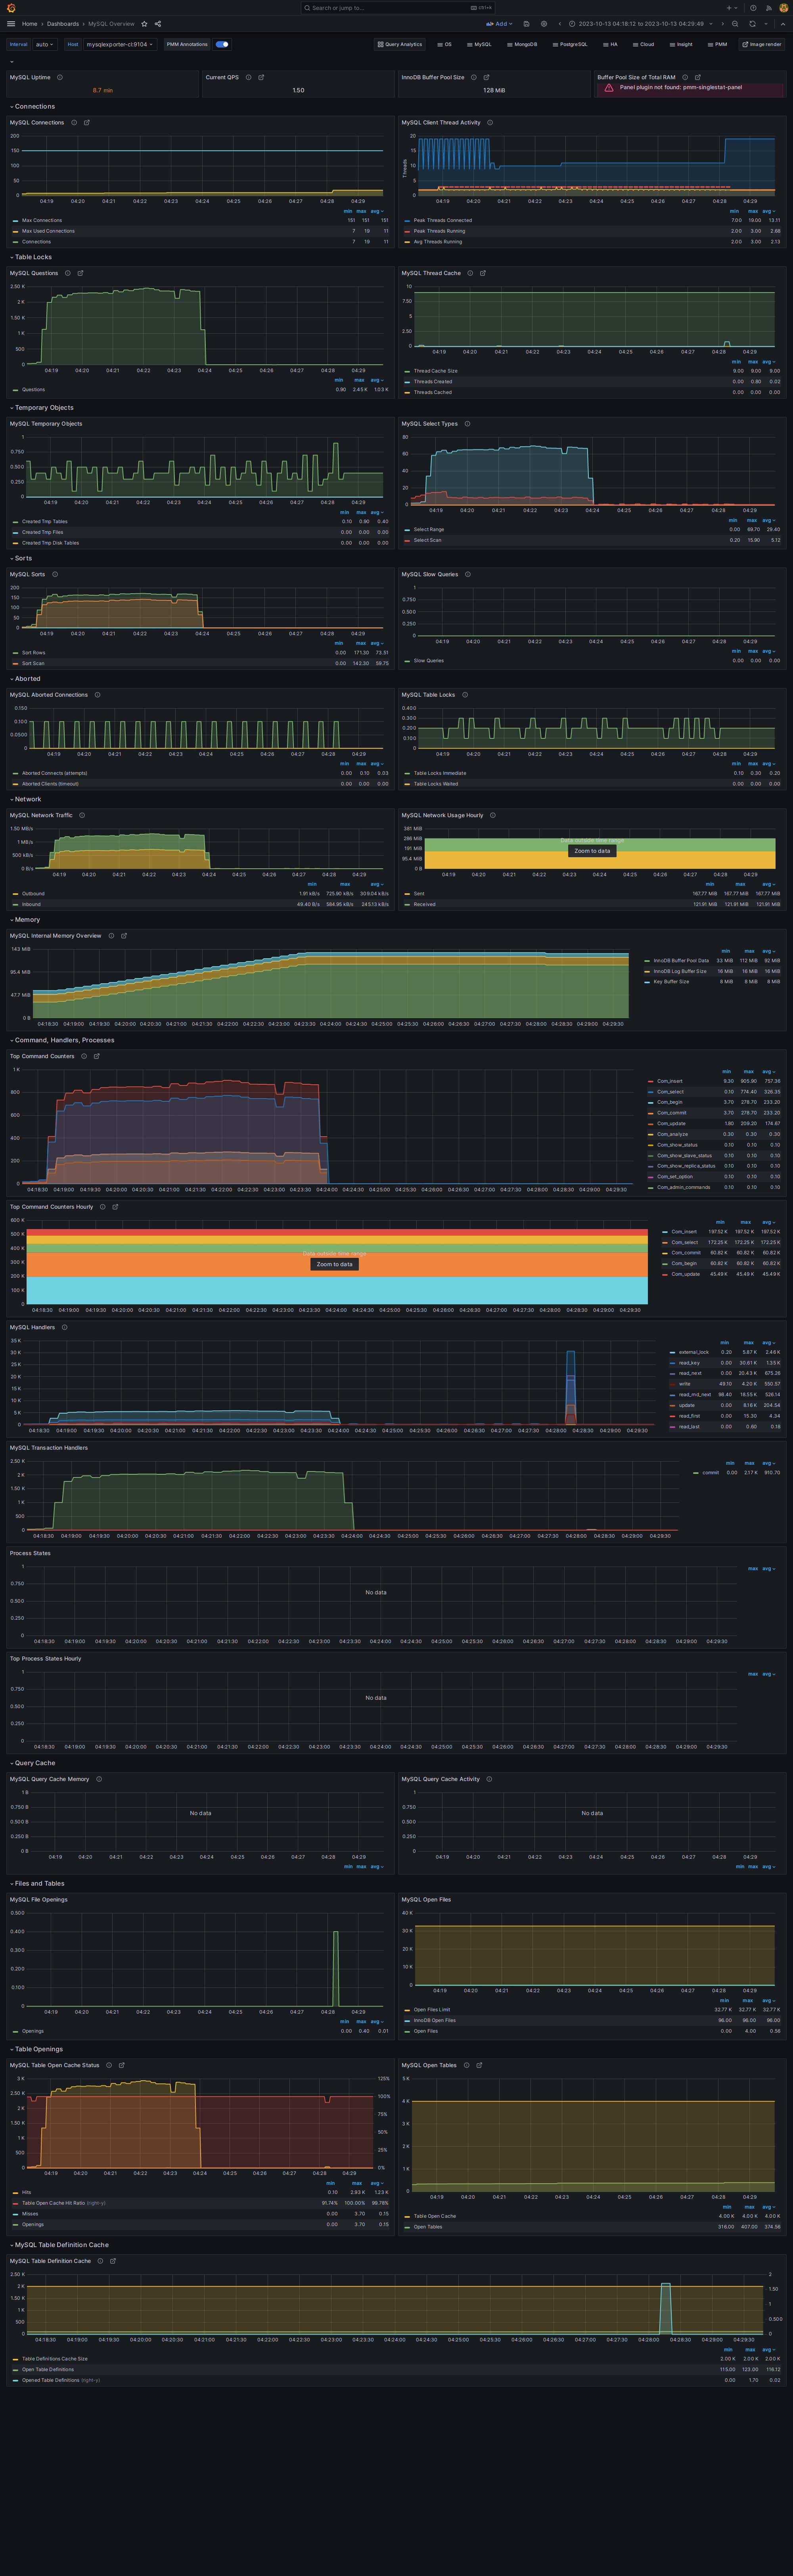 Search or jump to...
ctrl+k
Home › Dashboards › MySQL Overview
Add
2023-10-13 04:18:12 to 2023-10-13 04:29:49
Interval auto Host mysqlexporter-cl:9104 PMM Annotations
Query Analytics OS MySQL MongoDB PostgreSQL HA Cloud Insight PMM Image render
MySQL Uptime
8.7 min
Current QPS
1.50
InnoDB Buffer Pool Size
128 MiB
Buffer Pool Size of Total RAM
Panel plugin not found: pmm-singlestat-panel
Connections
MySQL Connections
min max avg
Max Connections 151 151 151
Max Used Connections 7 19 11
Connections 7 19 11
MySQL Client Thread Activity
Threads
min max avg
Peak Threads Connected 7.00 19.00 13.11
Peak Threads Running 2.00 3.00 2.68
Avg Threads Running 2.00 3.00 2.13
Table Locks
MySQL Questions
min max avg
Questions 0.90 2.45 K 1.03 K
MySQL Thread Cache
min max avg
Thread Cache Size 9.00 9.00 9.00
Threads Created 0.00 0.80 0.02
Threads Cached 0.00 0.00 0.00
Temporary Objects
MySQL Temporary Objects
min max avg
Created Tmp Tables 0.10 0.90 0.40
Created Tmp Files 0.00 0.00 0.00
Created Tmp Disk Tables 0.00 0.00 0.00
MySQL Select Types
min max avg
Select Range 0.00 69.70 29.40
Select Scan 0.20 15.90 5.12
Sorts
MySQL Sorts
min max avg
Sort Rows 0.00 171.30 73.51
Sort Scan 0.00 142.30 59.75
MySQL Slow Queries
min max avg
Slow Queries 0.00 0.00 0.00
Aborted
MySQL Aborted Connections
min max avg
Aborted Connects (attempts) 0.00 0.10 0.03
Aborted Clients (timeout) 0.00 0.00 0.00
MySQL Table Locks
min max avg
Table Locks Immediate 0.10 0.30 0.20
Table Locks Waited 0.00 0.00 0.00
Network
MySQL Network Traffic
min max avg
Outbound 1.91 kB/s 725.90 kB/s 309.04 kB/s
Inbound 49.40 B/s 584.95 kB/s 245.13 kB/s
MySQL Network Usage Hourly
Data outside time range
Zoom to data
min max avg
Sent 167.77 MiB 167.77 MiB 167.77 MiB
Received 121.91 MiB 121.91 MiB 121.91 MiB
Memory
MySQL Internal Memory Overview
min max avg
InnoDB Buffer Pool Data 33 MiB 112 MiB 92 MiB
InnoDB Log Buffer Size 16 MiB 16 MiB 16 MiB
Key Buffer Size 8 MiB 8 MiB 8 MiB
Command, Handlers, Processes
Top Command Counters
min max avg
Com_insert 9.30 905.90 757.36
Com_select 0.10 774.40 326.35
Com_begin 3.70 278.70 233.20
Com_commit 3.70 278.70 233.20
Com_update 1.80 209.20 174.67
Com_analyze 0.30 0.30 0.30
Com_show_status 0.10 0.10 0.10
Com_show_slave_status 0.10 0.10 0.10
Com_show_replica_status 0.10 0.10 0.10
Com_set_option 0.10 0.10 0.10
Com_admin_commands 0.10 0.10 0.10
Top Command Counters Hourly
Data outside time range
Zoom to data
min max avg
Com_insert 197.52 K 197.52 K 197.52 K
Com_select 172.25 K 172.25 K 172.25 K
Com_commit 60.82 K 60.82 K 60.82 K
Com_begin 60.82 K 60.82 K 60.82 K
Com_update 45.49 K 45.49 K 45.49 K
MySQL Handlers
min max avg
external_lock 0.20 5.87 K 2.46 K
read_key 0.00 30.61 K 1.35 K
read_next 0.00 20.43 K 675.26
write 49.10 4.20 K 592.57
read_rnd_next 98.40 18.55 K 526.14
update 0.00 8.16 K 204.54
read_first 0.00 15.30 4.34
read_last 0.00 0.60 0.18
MySQL Transaction Handlers
min max avg
commit 0.00 2.17 K 910.70
Process States
No data
max avg
Top Process States Hourly
No data
max avg
Query Cache
MySQL Query Cache Memory
No data
min max avg
MySQL Query Cache Activity
No data
min max avg
Files and Tables
MySQL File Openings
min max avg
Openings 0.00 0.40 0.01
MySQL Open Files
min max avg
Open Files Limit 32.77 K 32.77 K 32.77 K
InnoDB Open Files 96.00 96.00 96.00
Open Files 0.00 4.00 0.56
Table Openings
MySQL Table Open Cache Status
min max avg
Hits 0.10 2.93 K 1.23 K
Table Open Cache Hit Ratio (right-y) 91.74% 100.00% 99.76%
Misses 0.00 3.70 0.15
Openings 0.00 3.70 0.15
MySQL Open Tables
min max avg
Table Open Cache 4.00 K 4.00 K 4.00 K
Open Tables 316.00 407.00 374.56
MySQL Table Definition Cache
MySQL Table Definition Cache
min max avg
Table Definitions Cache Size 2.00 K 2.00 K 2.00 K
Open Table Definitions 115.00 123.00 116.12
Opened Table Definitions (right-y) 0.00 1.70 0.02